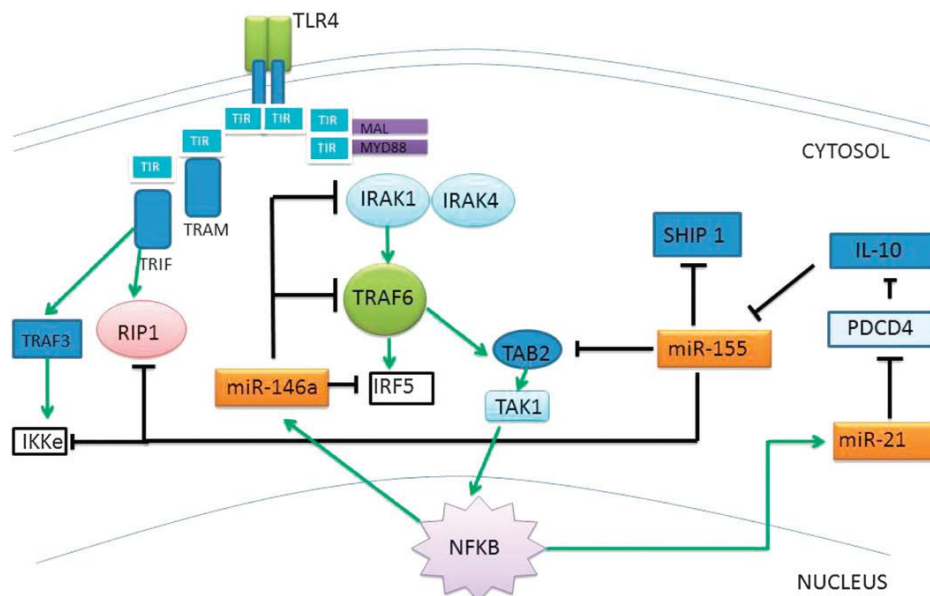 TLR4
TIR TIR TIR MAL
TIR TIR MYD88
CYTOSOL
TIR
IRAK1 IRAK4
TRAM
SHIP 1 IL-10
TRIF
TRAF6
TRAF3 RIP1 PDCD4
TAB2 miR-155
miR-146a IRF5
TAK1
IKKe miR-21
NFKB
NUCLEUS